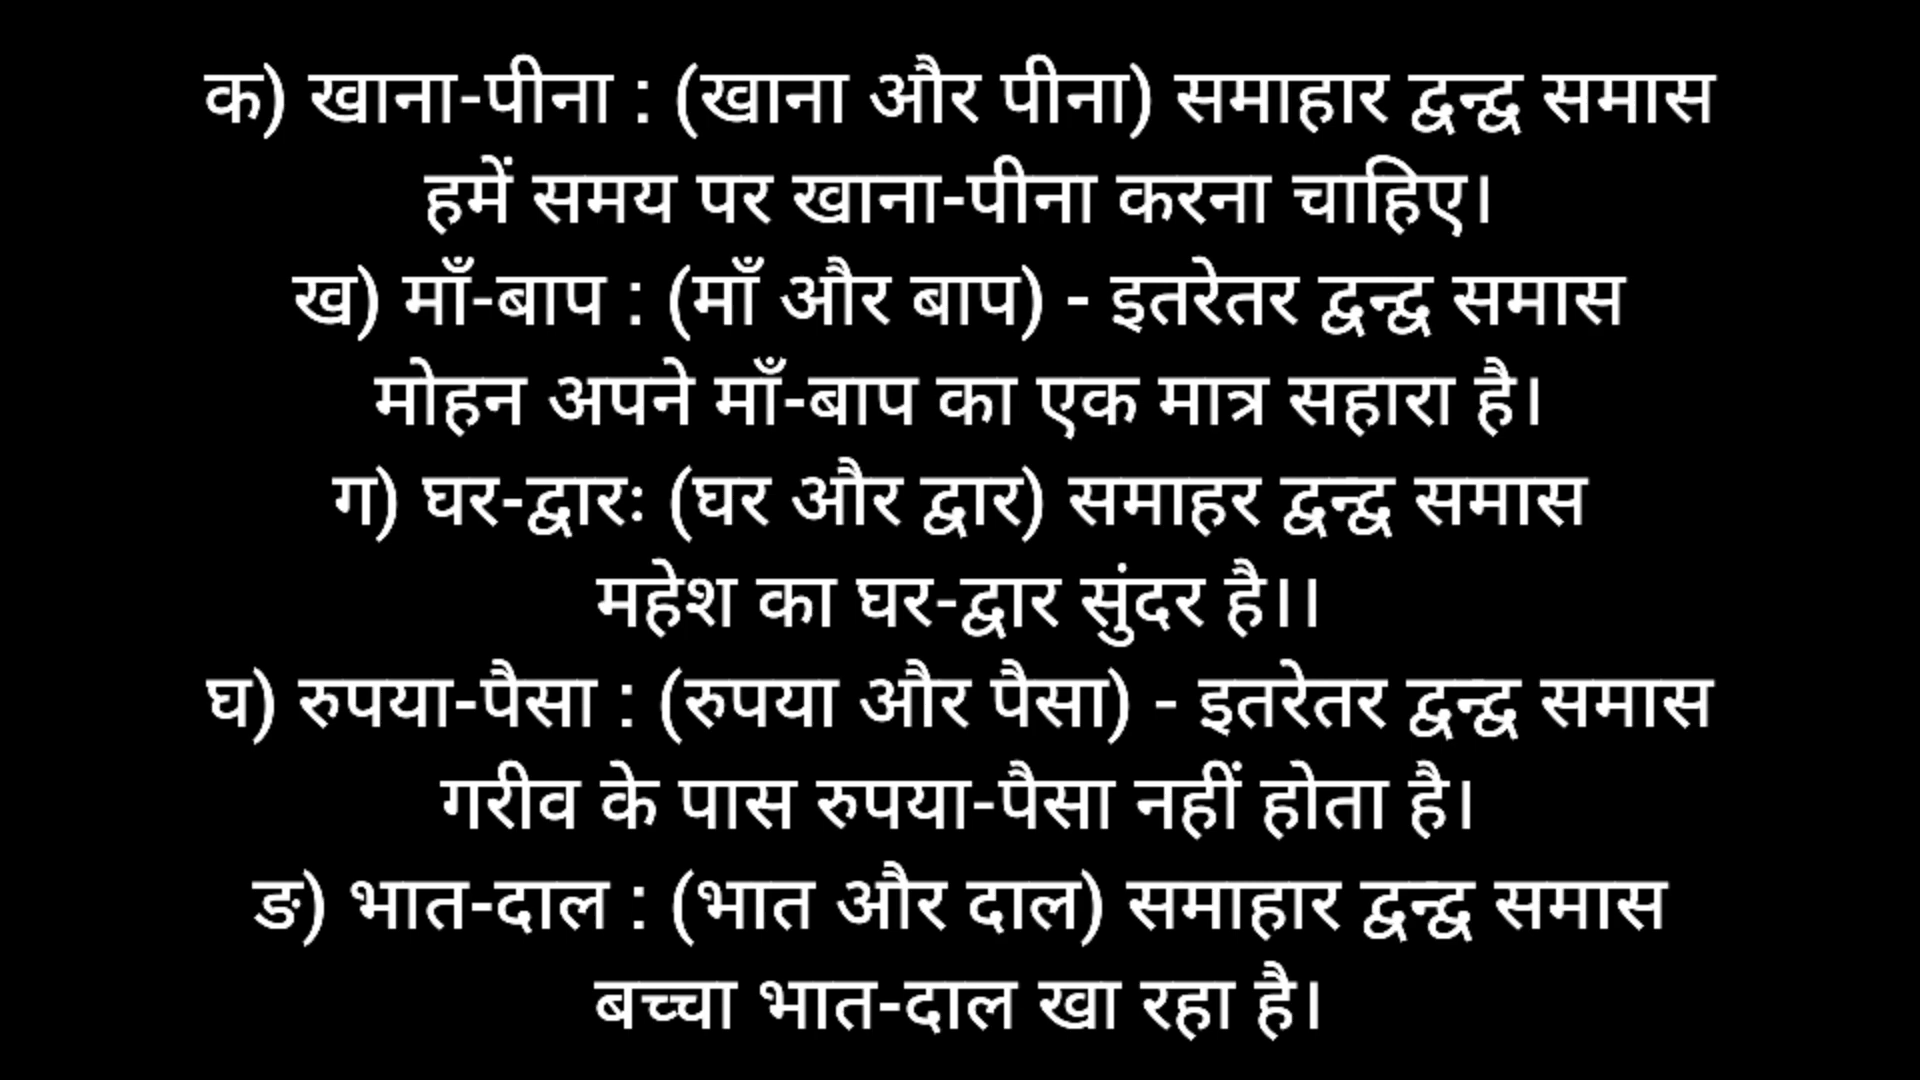 क) खाना-पीना : (खाना और पीना) समाहार द्वन्द्व समास
हमें समय पर खाना-पीना करना चाहिए।
ख) माँ-बाप : (माँ और बाप) - इतरेतर द्वन्द्व समास
मोहन अपने माँ-बाप का एक मात्र सहारा है।
ग) घर-द्वारः (घर और द्वार) समाहर द्वन्द्व समास
महेश का घर-द्वार सुंदर है।।
घ) रुपया-पैसा : (रुपया और पैसा) - इतरेतर द्वन्द्व समास
गरीव के पास रुपया-पैसा नहीं होता है।
ङ) भात-दाल : (भात और दाल) समाहार द्वन्द्व समास
बच्चा भात-दाल खा रहा है।